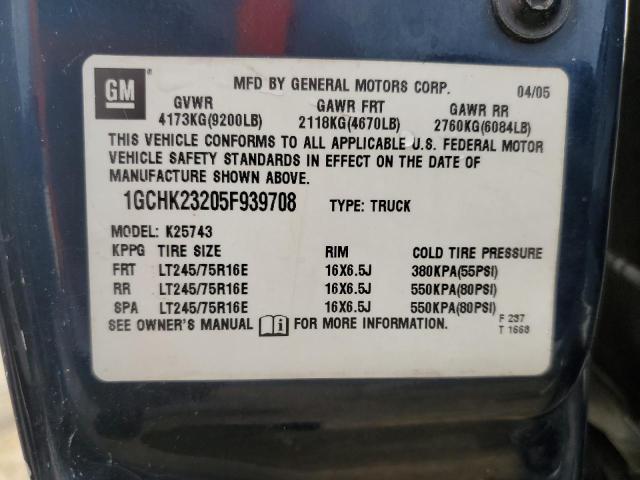 GM ®
MFD BY GENERAL MOTORS CORP. 04/05
GVWR GAWR FRT GAWR RR
4173KG(9200LB) 2118KG(4670LB) 2760KG(6084LB)
THIS VEHICLE CONFORMS TO ALL APPLICABLE U.S. FEDERAL MOTOR
VEHICLE SAFETY STANDARDS IN EFFECT ON THE DATE OF
MANUFACTURE SHOWN ABOVE.
1GCHK23205F939708 TYPE: TRUCK
MODEL: K25743
KPPG TIRE SIZE RIM COLD TIRE PRESSURE
FRT LT245/75R16E 16X6.5J 380KPA(55PSI)
RR LT245/75R16E 16X6.5J 550KPA(80PSI)
SPA LT245/75R16E 16X6.5J 550KPA(80PSI)
SEE OWNER'S MANUAL i FOR MORE INFORMATION.
F 297
T 1668